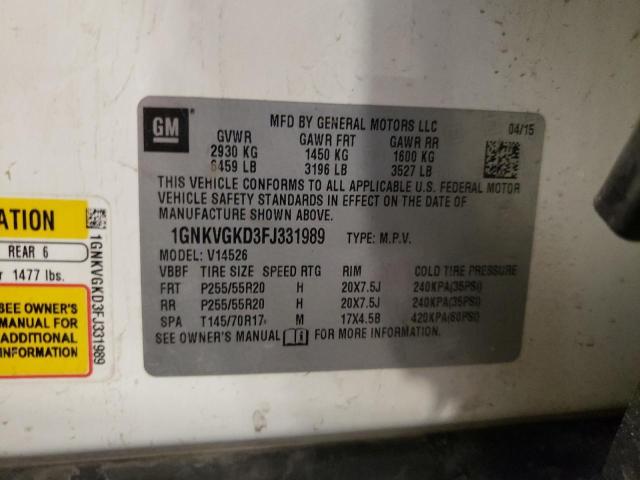 GM
MFD BY GENERAL MOTORS LLC
04/15
GVWR GAWR FRT GAWR RR
2930 KG 1450 KG 1600 KG
6459 LB 3196 LB 3527 LB
THIS VEHICLE CONFORMS TO ALL APPLICABLE U.S. FEDERAL MOTOR
VEHICLE SAFETY STANDARDS IN EFFECT ON THE DATE OF
MANUFACTURE SHOWN ABOVE.
1GNKVGKD3FJ331989 TYPE: M.P.V.
MODEL: V14526
VBBF TIRE SIZE SPEED RTG RIM COLD TIRE PRESSURE
FRT P255/55R20 H 20X7.5J 240KPA(35PSI)
RR P255/55R20 H 20X7.5J 240KPA(35PSI)
SPA T145/70R17 M 17X4.5B 420KPA(60PSI)
SEE OWNER'S MANUAL FOR MORE INFORMATION.
ATION
REAR 6
r 1477 lbs.
SEE OWNER'S
MANUAL FOR
ADDITIONAL
INFORMATION
1GNKVGKD3FJ331989